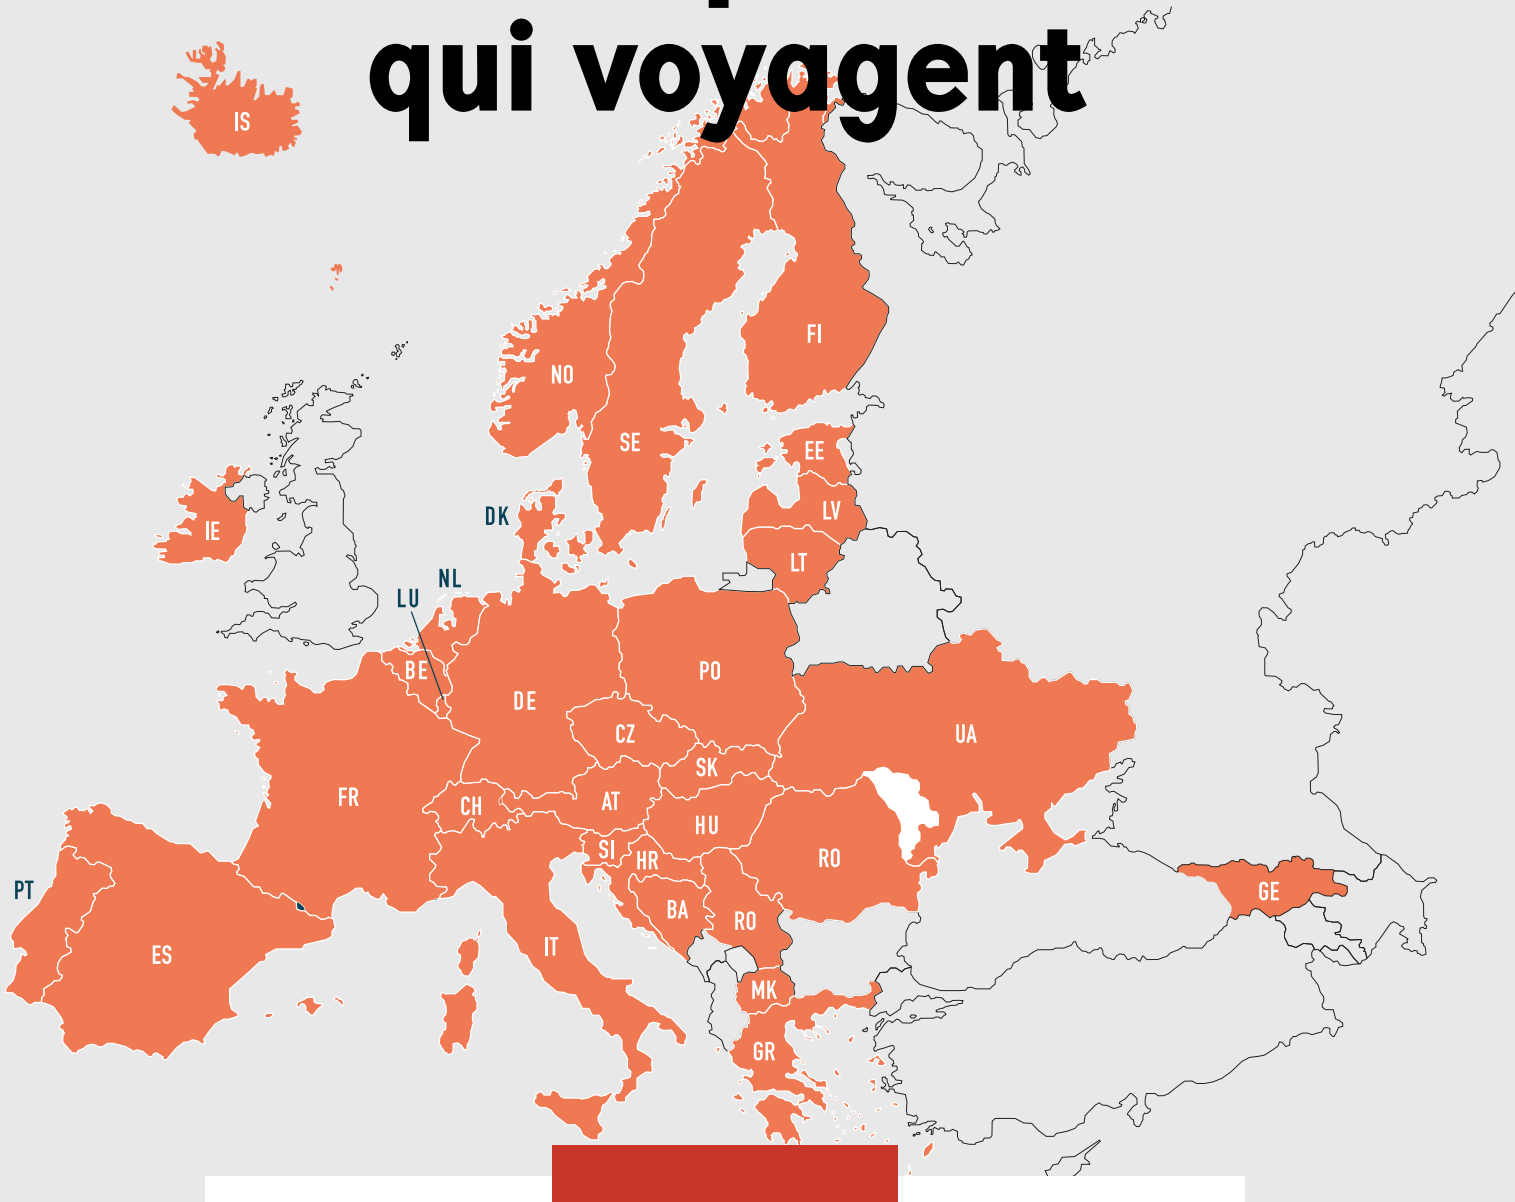 qui voyagent
IS
FI
NO
SE
EE
LV
IE
DK
LT
NL
LU
BE
PO
DE
UA
CZ
SK
FR
CH
AT
HU
SI
HR
RO
PT
GE
BA
RO
ES
IT
MK
GR